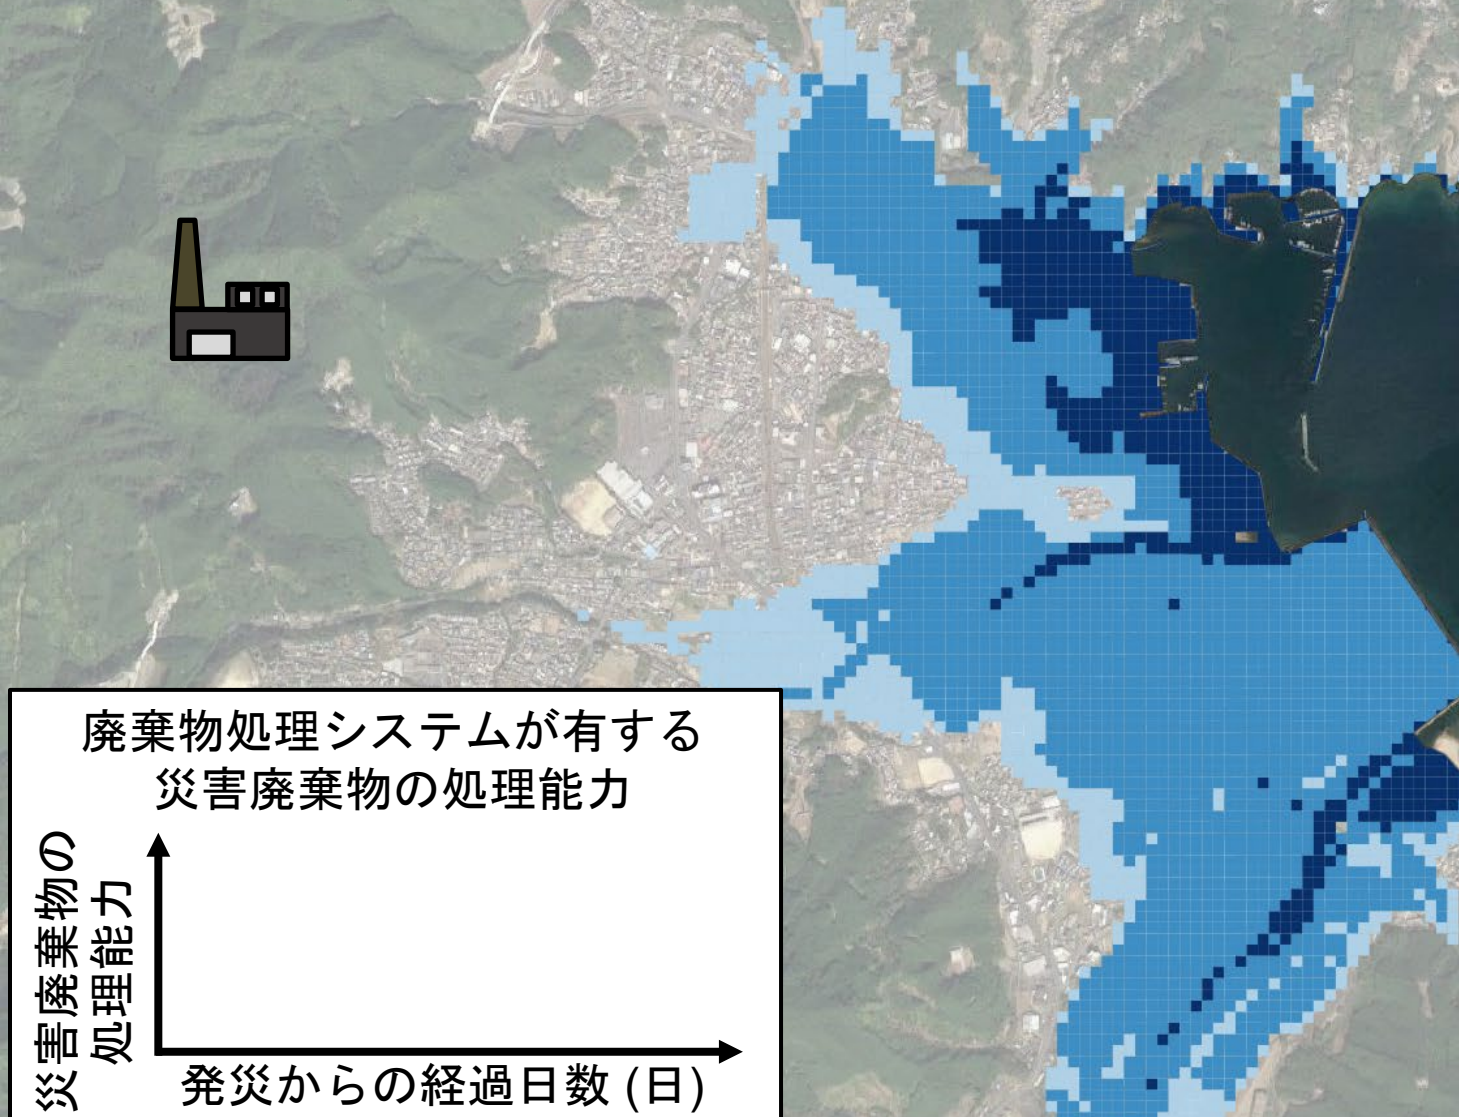 廃棄物処理システムが有する
災害廃棄物の処理能力
災害廃棄物の
処理能力
発災からの経過日数 (日)